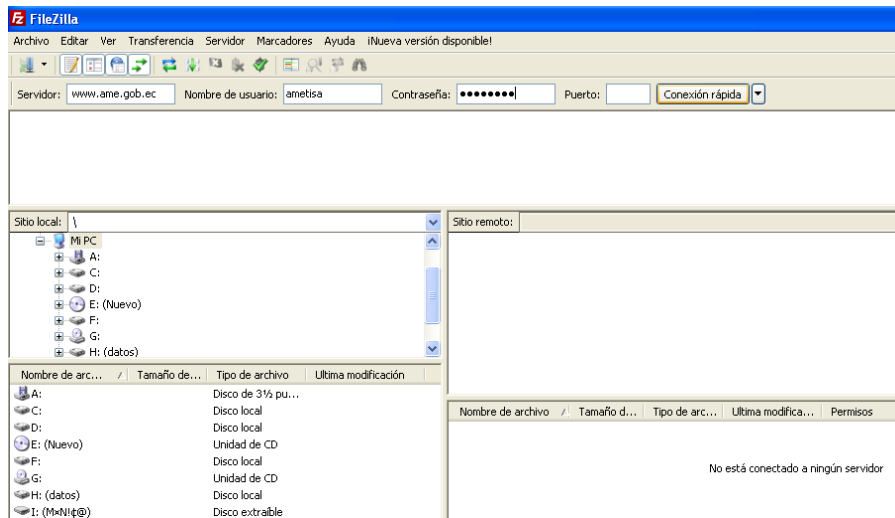 FileZilla
Archivo Editar Ver Transferencia Servidor Marcadores Ayuda ¡Nueva versión disponible!
Servidor: www.ame.gob.ec Nombre de usuario: ametisa Contraseña: ●●●●●●●● Puerto: Conexión rápida
Sitio local: \ Sitio remoto:
Mi PC
A:
C:
D:
E: (Nuevo)
F:
G:
H: (datos)
Nombre de arc... / Tamaño de... Tipo de archivo Ultima modificación
A: Disco de 3½ pu...
C: Disco local
D: Disco local
E: (Nuevo) Unidad de CD
F: Disco local
G: Unidad de CD
H: (datos) Disco local
I: (M×N!¢@) Disco extraíble
Nombre de archivo / Tamaño d... Tipo de arc... Ultima modifica... Permisos
No está conectado a ningún servidor